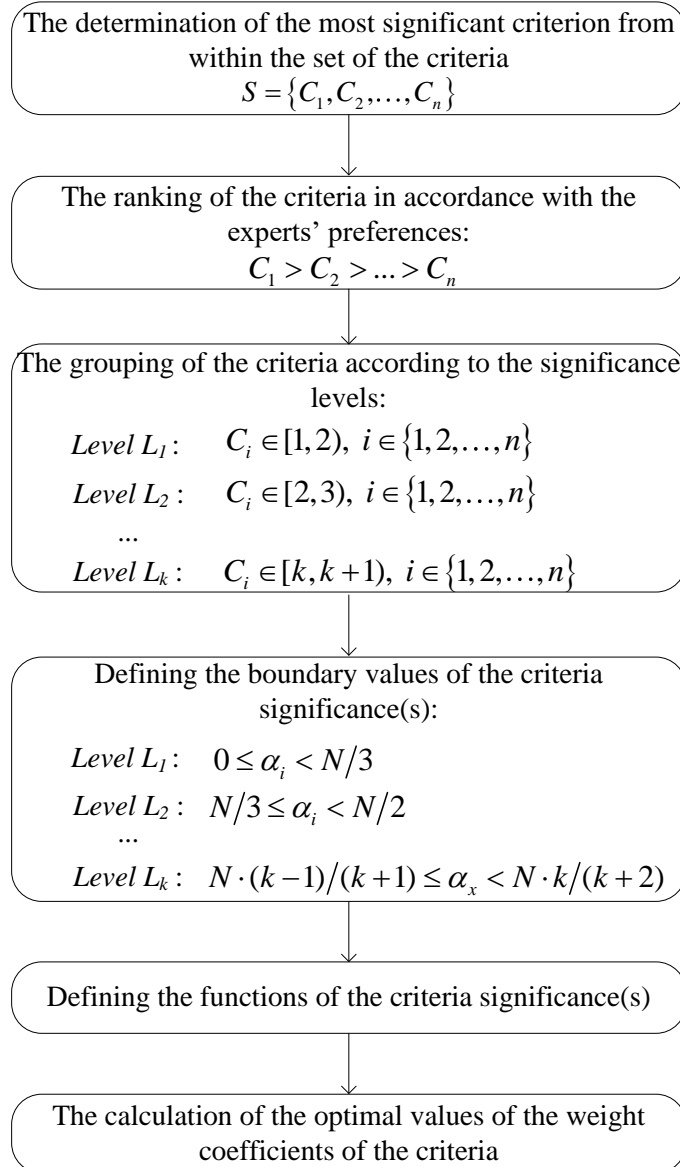 The determination of the most significant criterion from
within the set of the criteria
S = {C₁, C₂, …, Cₙ}
The ranking of the criteria in accordance with the
experts’ preferences:
C₁ > C₂ > ... > Cₙ
The grouping of the criteria according to the significance
levels:
Level L₁: Cᵢ ∈ [1, 2), i ∈ {1, 2, …, n}
Level L₂: Cᵢ ∈ [2, 3), i ∈ {1, 2, …, n}
...
Level Lₖ: Cᵢ ∈ [k, k + 1), i ∈ {1, 2, …, n}
Defining the boundary values of the criteria
significance(s):
Level L₁: 0 ≤ αᵢ < N/3
Level L₂: N/3 ≤ αᵢ < N/2
...
Level Lₖ: N · (k − 1)/(k + 1) ≤ αₓ < N · k/(k + 2)
Defining the functions of the criteria significance(s)
The calculation of the optimal values of the weight
coefficients of the criteria